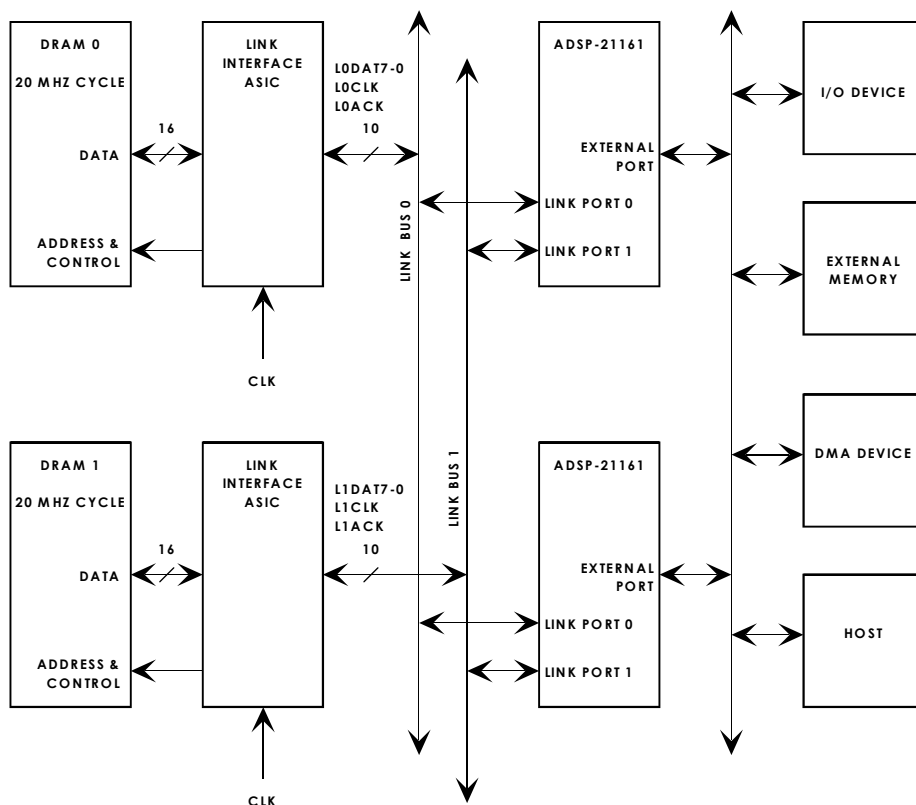 DRAM 0
20 MHZ CYCLE
DATA
ADDRESS &
CONTROL
16
LINK
INTERFACE
ASIC
CLK
L0DAT7-0
L0CLK
L0ACK
10
LINK BUS 0
LINK BUS 1
ADSP-21161
EXTERNAL
PORT
LINK PORT 0
LINK PORT 1
I/O DEVICE
EXTERNAL
MEMORY
DRAM 1
20 MHZ CYCLE
DATA
ADDRESS &
CONTROL
16
LINK
INTERFACE
ASIC
CLK
L1DAT7-0
L1CLK
L1ACK
10
ADSP-21161
EXTERNAL
PORT
LINK PORT 0
LINK PORT 1
DMA DEVICE
HOST